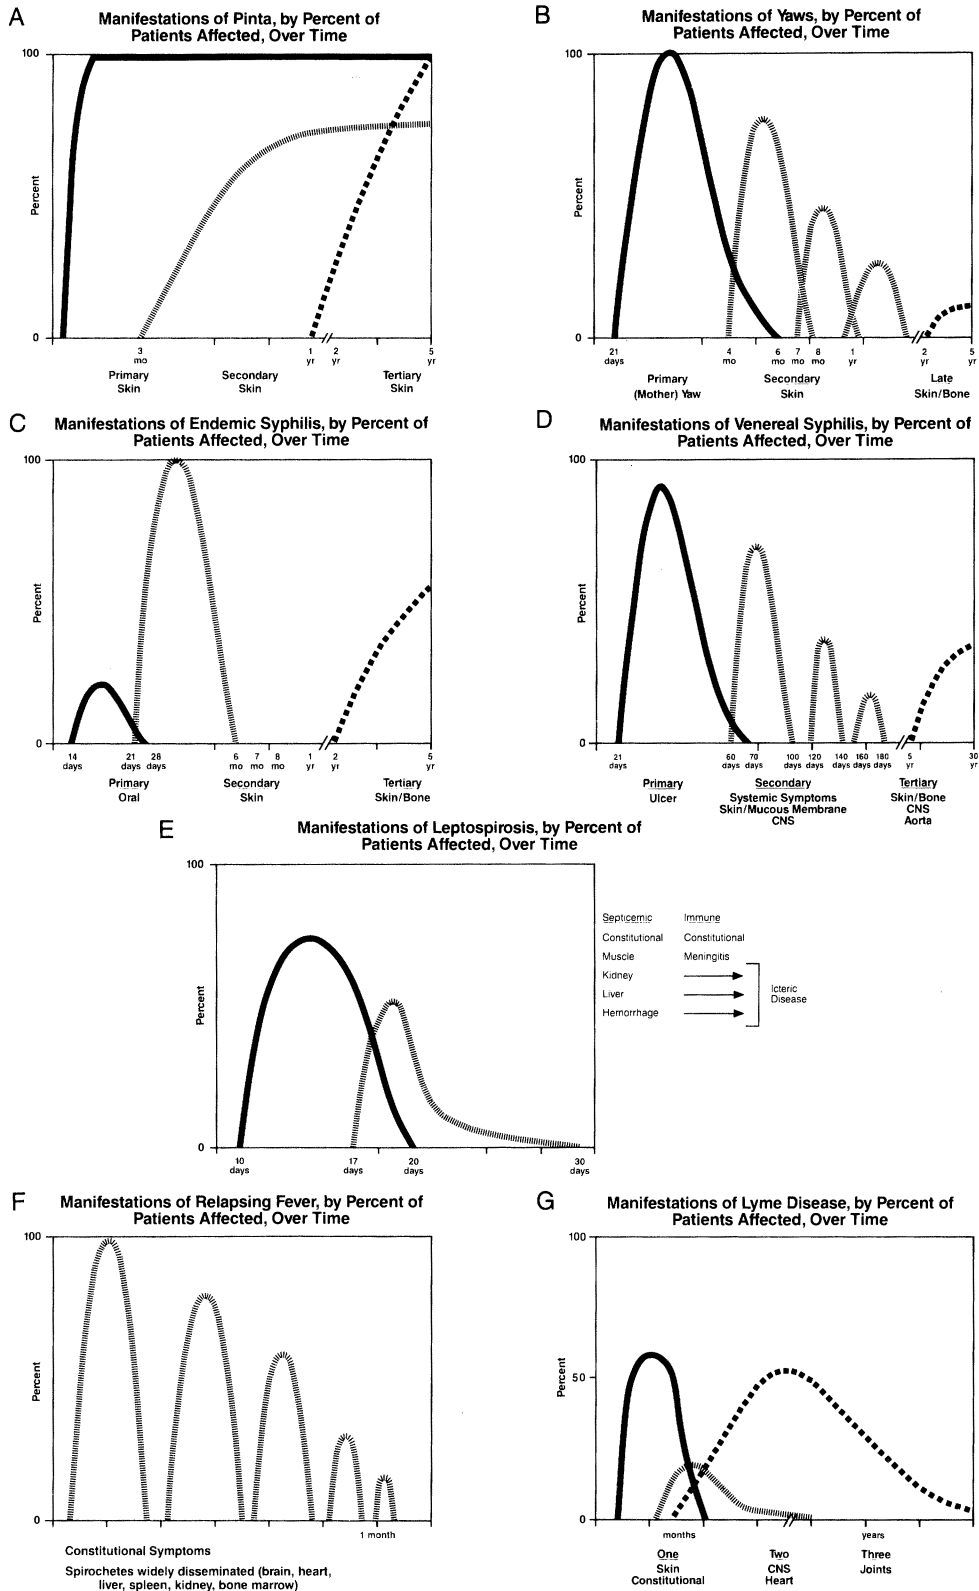 A
Manifestations of Pinta, by Percent of
Patients Affected, Over Time
100
Percent
0
3 mo
1 yr
2 yr
5 yr
Primary
Skin
Secondary
Skin
Tertiary
Skin
B
Manifestations of Yaws, by Percent of
Patients Affected, Over Time
100
Percent
0
21 days
4 mo
6 mo
7 mo
8 mo
1 yr
2 yr
5 yr
Primary
(Mother) Yaw
Secondary
Skin
Late
Skin/Bone
C
Manifestations of Endemic Syphilis, by Percent of
Patients Affected, Over Time
100
Percent
0
14 days
21 days
28 days
6 mo
7 mo
8 mo
1 yr
2 yr
5 yr
Primary
Oral
Secondary
Skin
Tertiary
Skin/Bone
D
Manifestations of Venereal Syphilis, by Percent of
Patients Affected, Over Time
100
Percent
0
21 days
60 days
70 days
100 days
120 days
140 days
160 days
180 days
5 yr
30 yr
Primary
Ulcer
Secondary
Systemic Symptoms
Skin/Mucous Membrane
CNS
Tertiary
Skin/Bone
CNS
Aorta
E
Manifestations of Leptospirosis, by Percent of
Patients Affected, Over Time
100
Percent
0
10 days
17 days
20 days
30 days
Septicemic Immune
Constitutional Constitutional
Muscle Meningitis
Kidney
Liver
Hemorrhage
Icteric
Disease
F
Manifestations of Relapsing Fever, by Percent of
Patients Affected, Over Time
100
Percent
0
1 month
Constitutional Symptoms
Spirochetes widely disseminated (brain, heart,
liver, spleen, kidney, bone marrow)
G
Manifestations of Lyme Disease, by Percent of
Patients Affected, Over Time
100
50
Percent
0
months
years
One
Skin
Constitutional
Two
CNS
Heart
Three
Joints